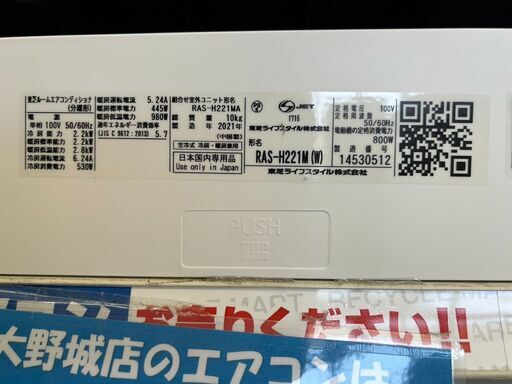 東芝ルームエアコンディショナ
(分離形)
電源
単相 100V 50/60Hz
冷房能力 2.2kW
暖房標準能力 2.2kW
暖房低温能力 2.8kW
冷房運転電流 6.24A
冷房消費電力 530W
暖房運転電流 5.24A
暖房標準電力 445W
暖房低温電力 980W
通年エネルギー消費効率
(JIS C 9612:2013) 5.7
組合せ室外ユニット形名
RAS-H221MA
総質量 10kg
製造年 2021年
(中国製)
空冷式 冷房・暖房兼用
日本国内専用品
Use only in Japan
PS E JET
1716
東芝ライフスタイル株式会社
形名
RAS-H221M(W)
定格電圧 100V
定格周波数
50/60Hz
電動機の定格消費電力
800W
製造番号
14530512
東芝ライフスタイル株式会社
PUSH
お売りください!!
RECYCLE MART
大野城店のエアコンは